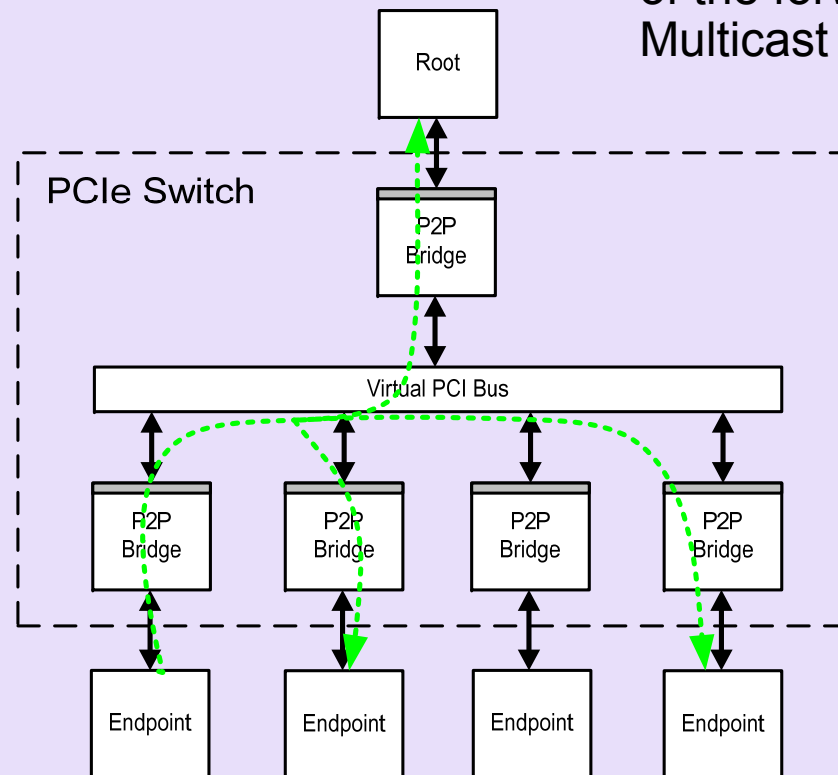 Multicast
Root
PCIe Switch
P2P
Bridge
Virtual PCI Bus
P2P
Bridge
P2P
Bridge
P2P
Bridge
P2P
Bridge
Endpoint
Endpoint
Endpoint
Endpoint